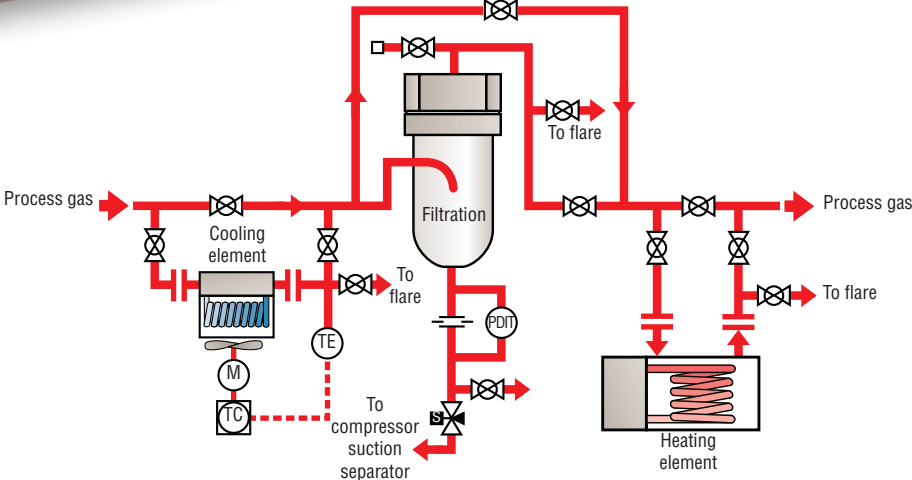 To flare
Process gas
Process gas
Filtration
Cooling
element
To
flare
To flare
PDIT
TE
M
TC
S
To
compressor
suction
separator
Heating
element